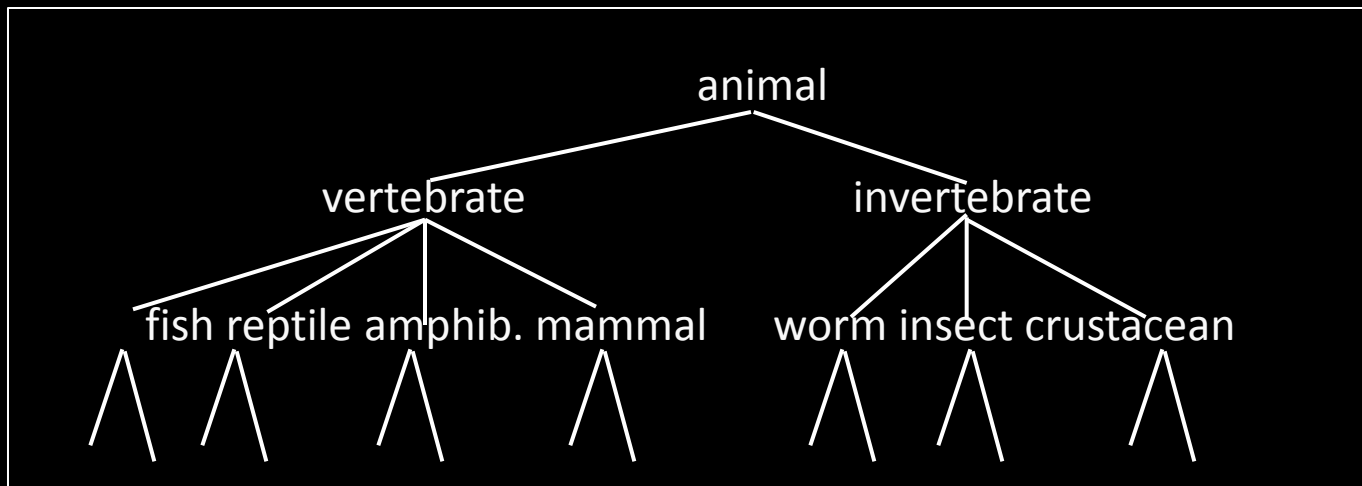 animal
vertebrate invertebrate
fish reptile amphib. mammal worm insect crustacean